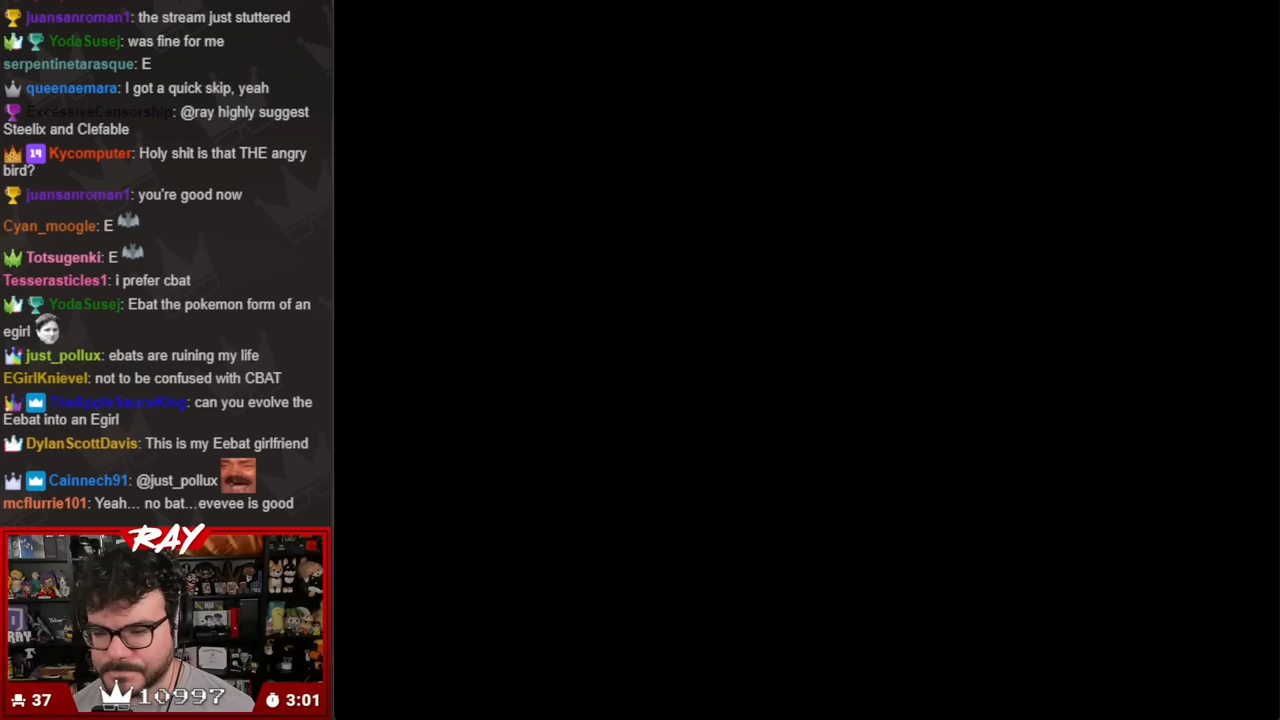 juansanroman1: the stream just stuttered
YodaSusej: was fine for me
serpentinetarasque: E
queenaemara: I got a quick skip, yeah
ExcessiveCensorship: @ray highly suggest
Steelix and Clefable
19 Kycomputer: Holy shit is that THE angry
bird?
juansanroman1: you're good now
Cyan_moogle: E
Totsugenki: E
Tesserasticles1: i prefer cbat
YodaSusej: Ebat the pokemon form of an
egirl
just_pollux: ebats are ruining my life
EGirlKnievel: not to be confused with CBAT
TheAppleSauceKing: can you evolve the
Eebat into an Egirl
DylanScottDavis: This is my Eebat girlfriend
Cainnech91: @just_pollux
mcflurrie101: Yeah... no bat...evevee is good
RAY
RAY
37
10997
3:01